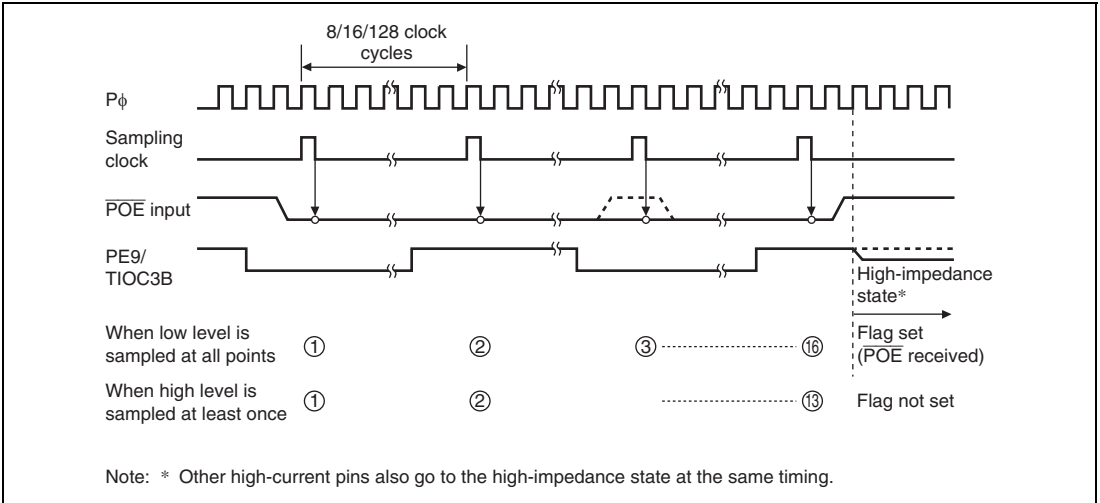 8/16/128 clock
cycles
Pϕ
Sampling
clock
POE input
PE9/
TIOC3B
High-impedance
state*
When low level is
sampled at all points
① ② ③ ⑯
Flag set
(POE received)
When high level is
sampled at least once
① ② ⑬ Flag not set
Note: * Other high-current pins also go to the high-impedance state at the same timing.